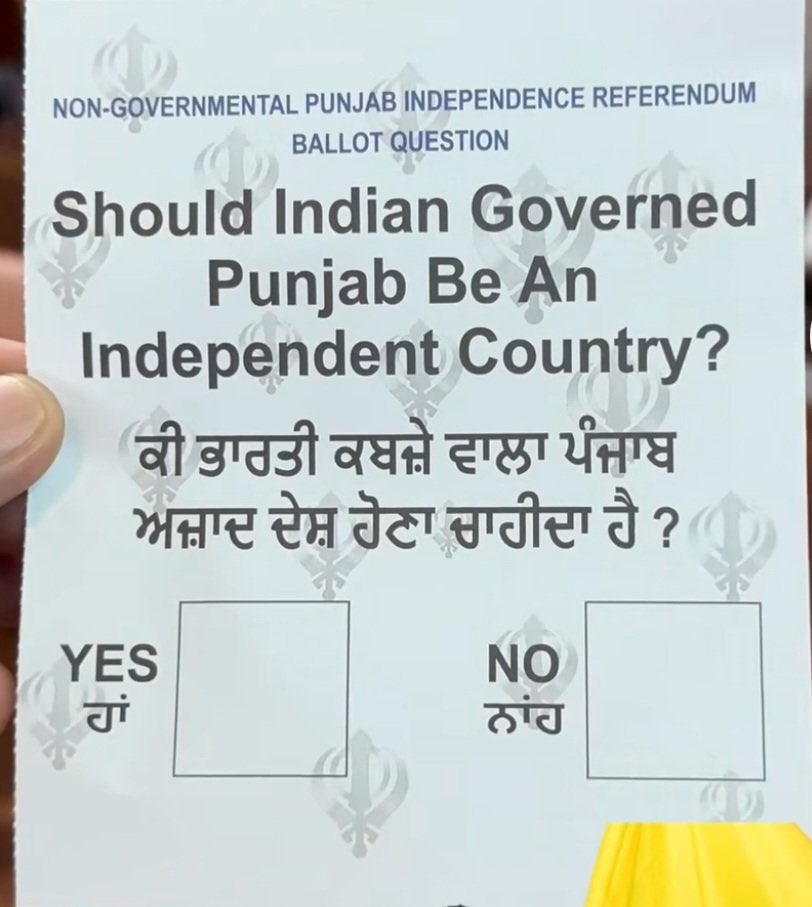 NON-GOVERNMENTAL PUNJAB INDEPENDENCE REFERENDUM
BALLOT QUESTION
Should Indian Governed
Punjab Be An
Independent Country?
ਕੀ ਭਾਰਤੀ ਕਬਜ਼ੇ ਵਾਲਾ ਪੰਜਾਬ
ਅਜ਼ਾਦ ਦੇਸ਼ ਹੋਣਾ ਚਾਹੀਦਾ ਹੈ ?
YES NO
ਹਾਂ ਨਾਂਹ